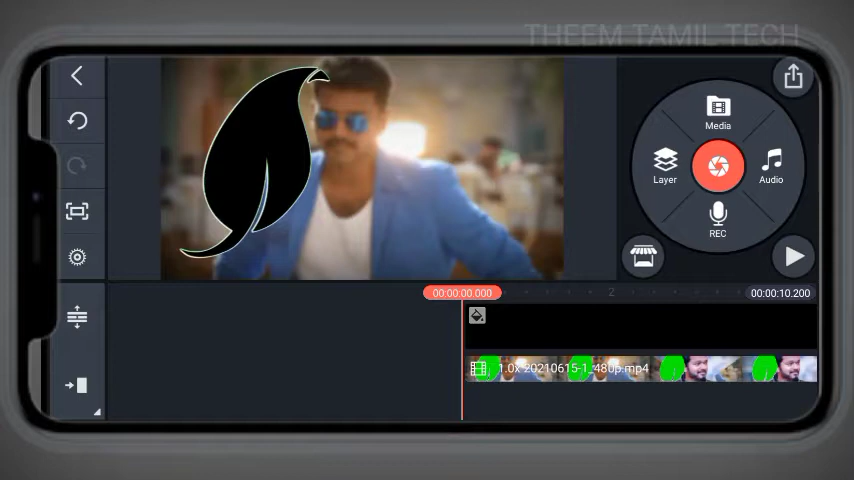 THEEM TAMIL TECH
Media
Layer
Audio
REC
00:00:00.000
2
00:00:10.200
1.0x 20210615-1_480p.mp4